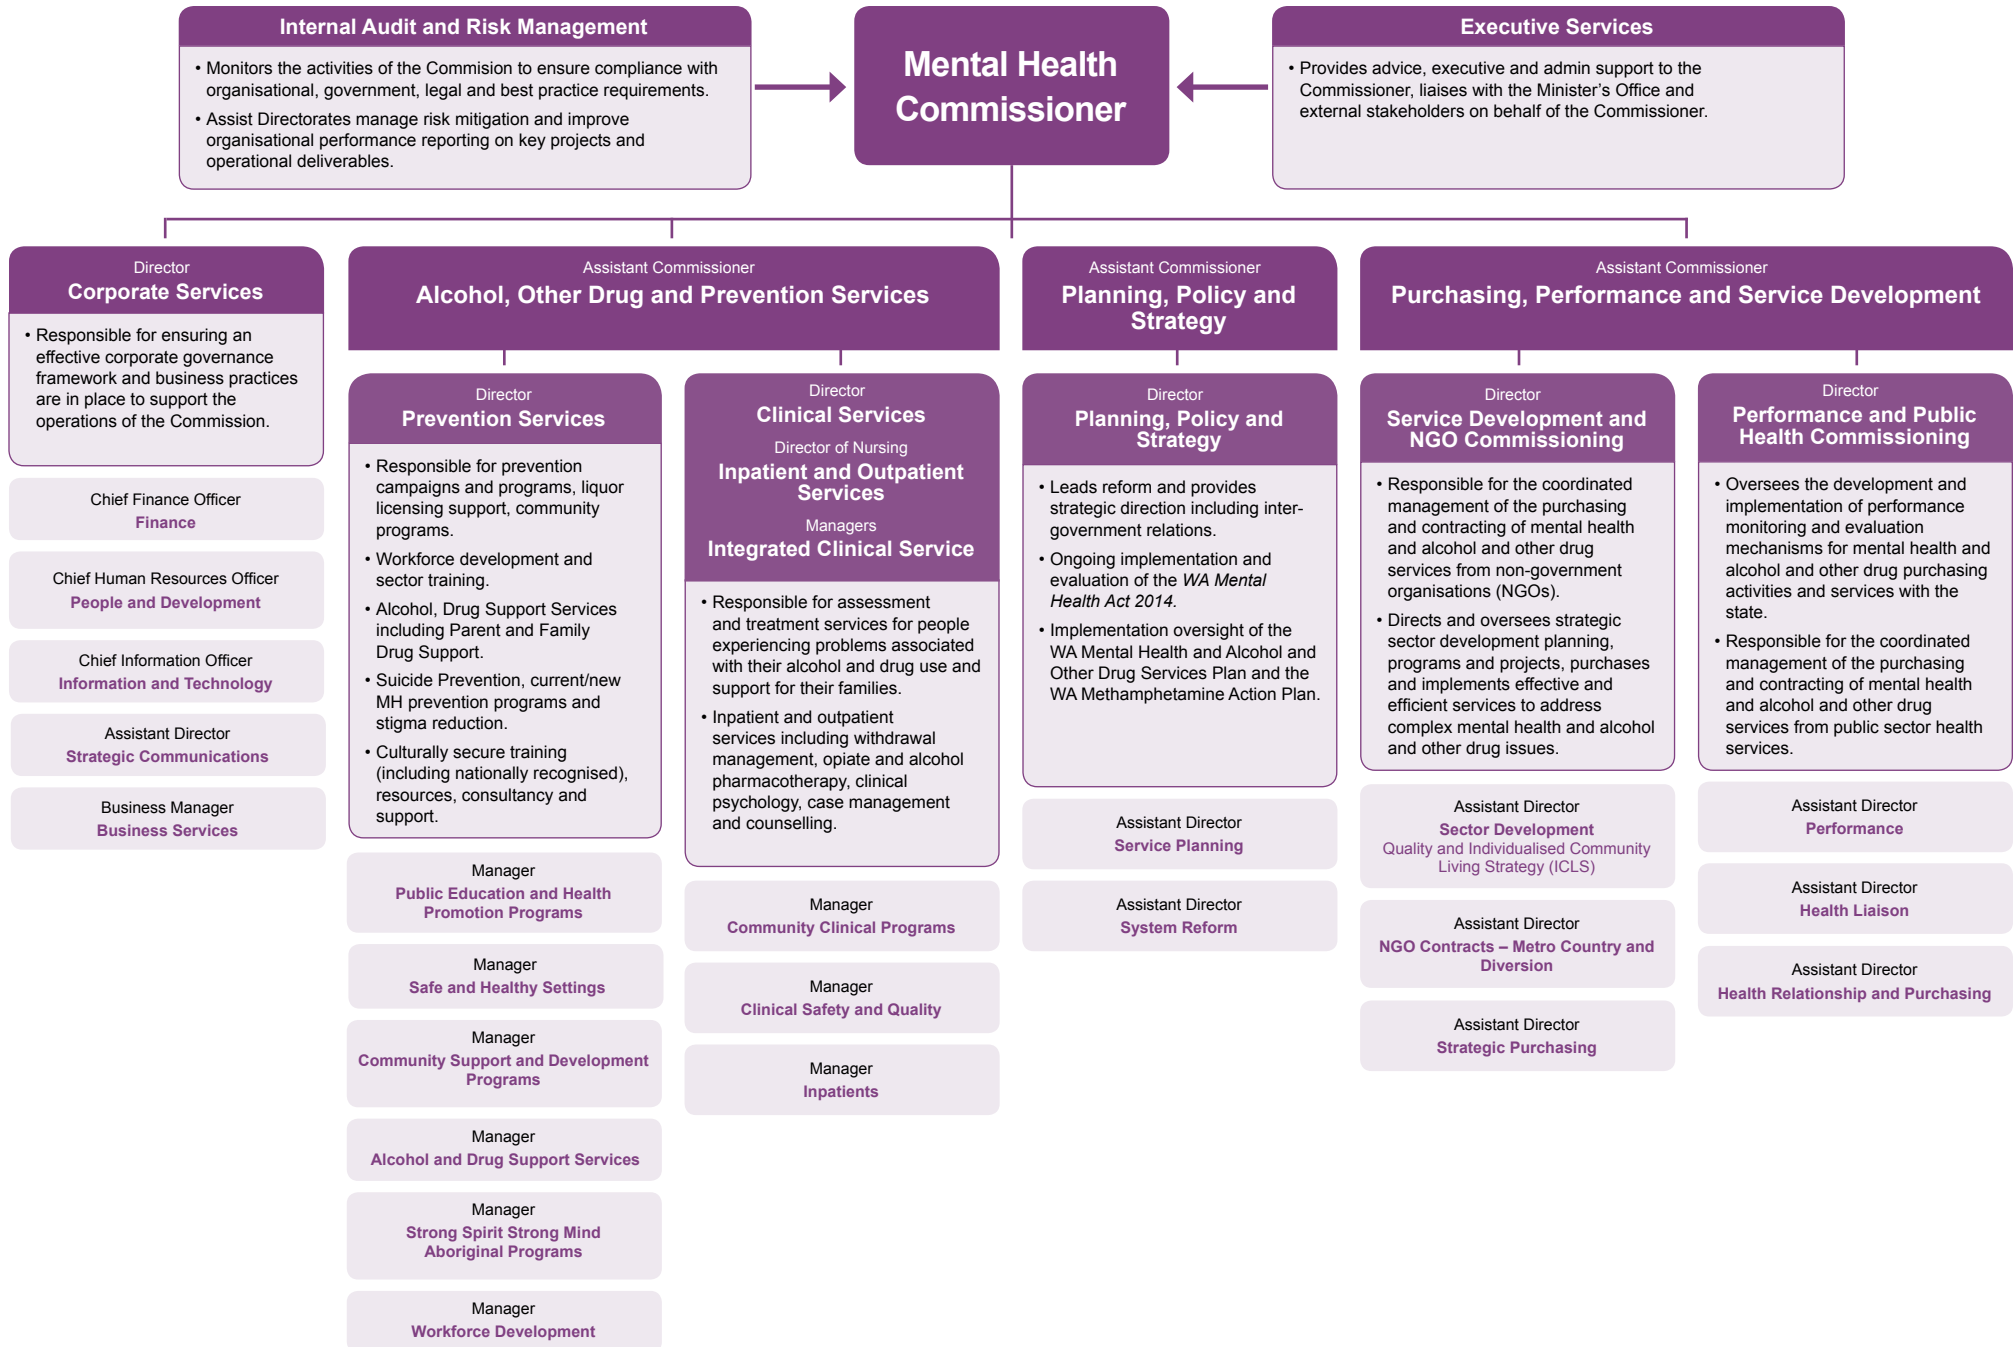 Internal Audit and Risk Management
• Monitors the activities of the Commision to ensure compliance with
organisational, government, legal and best practice requirements.
• Assist Directorates manage risk mitigation and improve
organisational performance reporting on key projects and
operational deliverables.
Mental Health
Commissioner
Executive Services
• Provides advice, executive and admin support to the
Commissioner, liaises with the Minister’s Office and
external stakeholders on behalf of the Commissioner.
Director
Corporate Services
• Responsible for ensuring an
effective corporate governance
framework and business practices
are in place to support the
operations of the Commission.
Chief Finance Officer
Finance
Chief Human Resources Officer
People and Development
Chief Information Officer
Information and Technology
Assistant Director
Strategic Communications
Business Manager
Business Services
Assistant Commissioner
Alcohol, Other Drug and Prevention Services
Director
Prevention Services
• Responsible for prevention
campaigns and programs, liquor
licensing support, community
programs.
• Workforce development and
sector training.
• Alcohol, Drug Support Services
including Parent and Family
Drug Support.
• Suicide Prevention, current/new
MH prevention programs and
stigma reduction.
• Culturally secure training
(including nationally recognised),
resources, consultancy and
support.
Manager
Public Education and Health
Promotion Programs
Manager
Safe and Healthy Settings
Manager
Community Support and Development
Programs
Manager
Alcohol and Drug Support Services
Manager
Strong Spirit Strong Mind
Aboriginal Programs
Manager
Workforce Development
Director
Clinical Services
Director of Nursing
Inpatient and Outpatient
Services
Managers
Integrated Clinical Service
• Responsible for assessment
and treatment services for people
experiencing problems associated
with their alcohol and drug use and
support for their families.
• Inpatient and outpatient
services including withdrawal
management, opiate and alcohol
pharmacotherapy, clinical
psychology, case management
and counselling.
Manager
Community Clinical Programs
Manager
Clinical Safety and Quality
Manager
Inpatients
Assistant Commissioner
Planning, Policy and
Strategy
Director
Planning, Policy and
Strategy
• Leads reform and provides
strategic direction including inter-
government relations.
• Ongoing implementation and
evaluation of the WA Mental
Health Act 2014.
• Implementation oversight of the
WA Mental Health and Alcohol and
Other Drug Services Plan and the
WA Methamphetamine Action Plan.
Assistant Director
Service Planning
Assistant Director
System Reform
Assistant Commissioner
Purchasing, Performance and Service Development
Director
Service Development and
NGO Commissioning
• Responsible for the coordinated
management of the purchasing
and contracting of mental health
and alcohol and other drug
services from non-government
organisations (NGOs).
• Directs and oversees strategic
sector development planning,
programs and projects, purchases
and implements effective and
efficient services to address
complex mental health and alcohol
and other drug issues.
Assistant Director
Sector Development
Quality and Individualised Community
Living Strategy (ICLS)
Assistant Director
NGO Contracts – Metro Country and
Diversion
Assistant Director
Strategic Purchasing
Director
Performance and Public
Health Commissioning
• Oversees the development and
implementation of performance
monitoring and evaluation
mechanisms for mental health and
alcohol and other drug purchasing
activities and services with the
state.
• Responsible for the coordinated
management of the purchasing
and contracting of mental health
and alcohol and other drug
services from public sector health
services.
Assistant Director
Performance
Assistant Director
Health Liaison
Assistant Director
Health Relationship and Purchasing